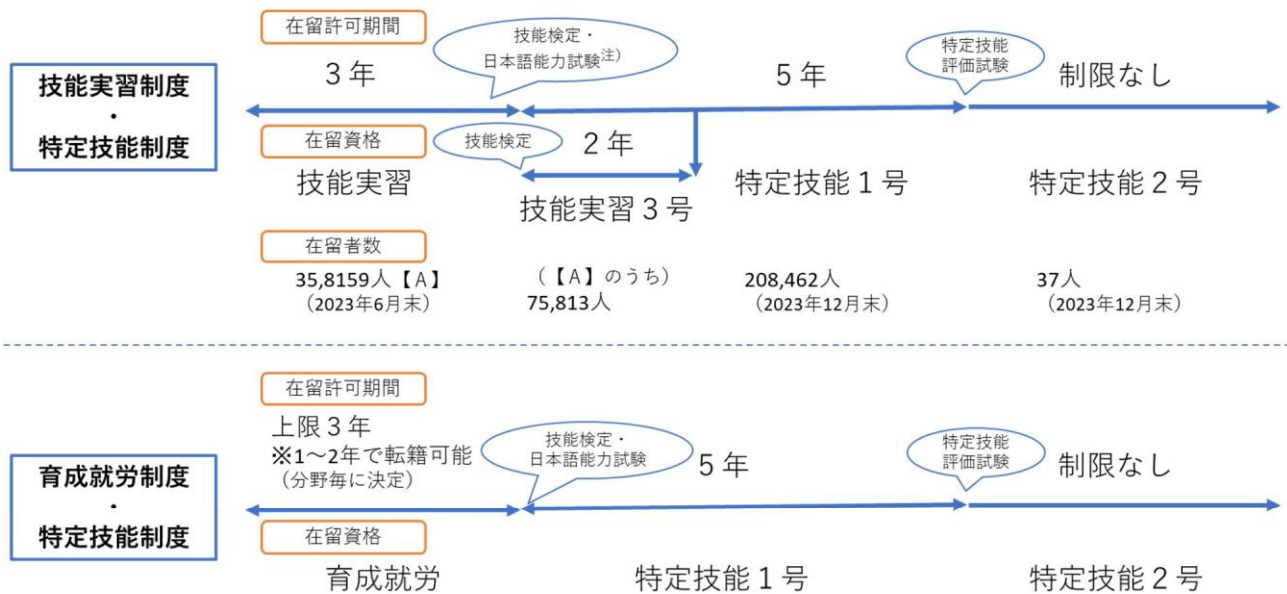 技能実習制度
・
特定技能制度
在留許可期間
3年
技能検定・
日本語能力試験注)
5年
特定技能
評価試験
制限なし
在留資格
技能実習
技能検定
2年
技能実習3号
特定技能1号
特定技能2号
在留者数
35,8159人【A】
（2023年6月末）
（【A】のうち）
75,813人
208,462人
（2023年12月末）
37人
（2023年12月末）
育成就労制度
・
特定技能制度
在留許可期間
上限3年
※1～2年で転籍可能
（分野毎に決定）
技能検定・
日本語能力試験
5年
特定技能
評価試験
制限なし
在留資格
育成就労
特定技能1号
特定技能2号